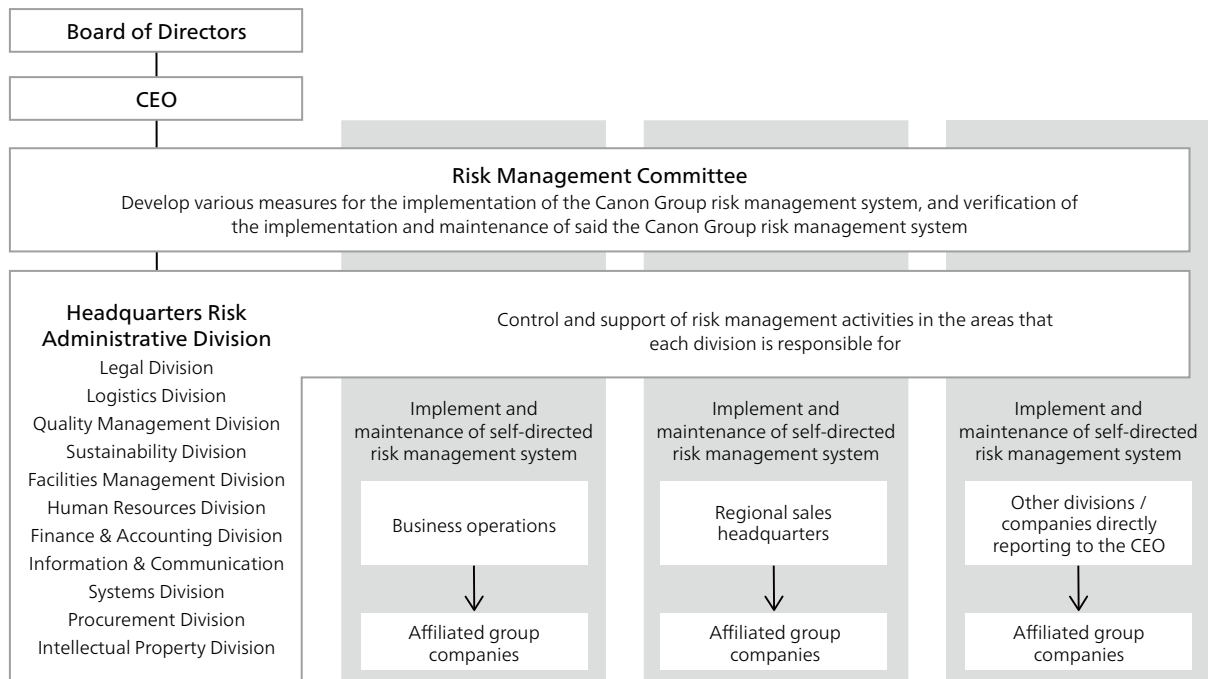 Board of Directors
CEO
Risk Management Committee
Develop various measures for the implementation of the Canon Group risk management system, and verification of
the implementation and maintenance of said the Canon Group risk management system
Headquarters Risk
Administrative Division
Legal Division
Logistics Division
Quality Management Division
Sustainability Division
Facilities Management Division
Human Resources Division
Finance & Accounting Division
Information & Communication
Systems Division
Procurement Division
Intellectual Property Division
Control and support of risk management activities in the areas that
each division is responsible for
Implement and
maintenance of self-directed
risk management system
Business operations
Affiliated group
companies
Implement and
maintenance of self-directed
risk management system
Regional sales
headquarters
Affiliated group
companies
Implement and
maintenance of self-directed
risk management system
Other divisions /
companies directly
reporting to the CEO
Affiliated group
companies